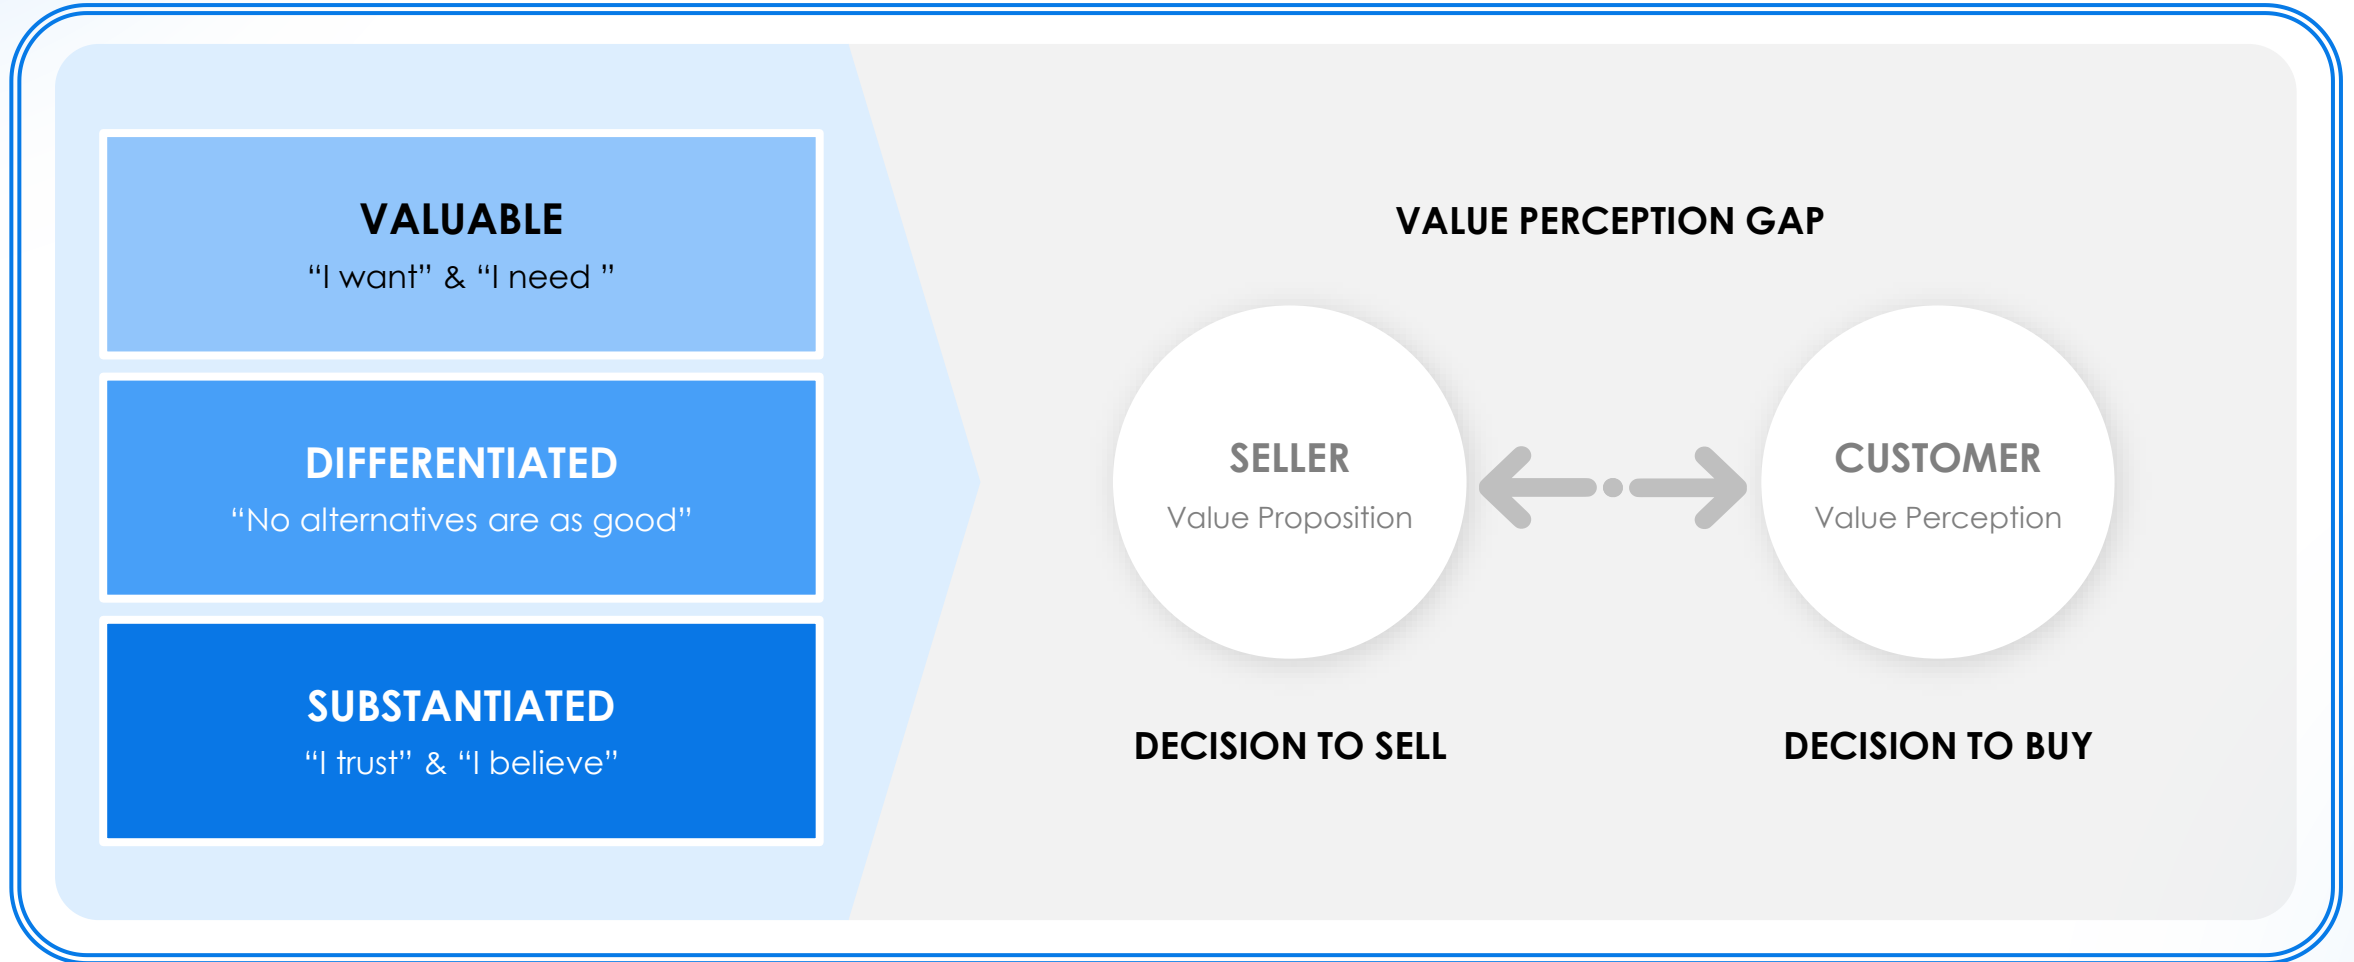 VALUABLE
“I want” & “I need ”
DIFFERENTIATED
“No alternatives are as good”
SUBSTANTIATED
“I trust” & “I believe”
VALUE PERCEPTION GAP
SELLER
Value Proposition
CUSTOMER
Value Perception
DECISION TO SELL
DECISION TO BUY